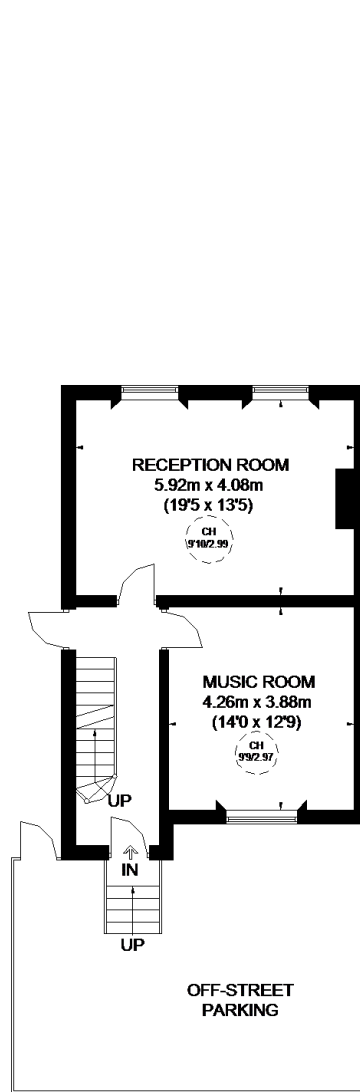 RECEPTION ROOM
5.92m x 4.08m
(19'5 x 13'5)
CH
9'10/2.99
MUSIC ROOM
4.26m x 3.88m
(14'0 x 12'9)
CH
9'9/2.97
UP
IN
UP
OFF-STREET
PARKING